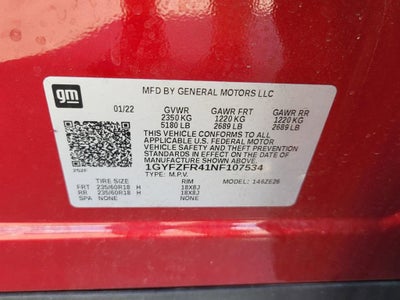 gm
MFD BY GENERAL MOTORS LLC
01/22 GVWR GAWR FRT GAWR RR
2350 KG 1220 KG 1220 KG
5180 LB 2689 LB 2689 LB
THIS VEHICLE CONFORMS TO ALL
APPLICABLE U.S. FEDERAL MOTOR
VEHICLE SAFETY AND THEFT PREVENTION
STANDARDS IN EFFECT ON THE DATE OF
MANUFACTURE SHOWN ABOVE.
1GYFZFR41NF107534
TYPE: M.P.V. MODEL:
TIRE SIZE RIM
FRT 235/60R18 H 18X8J
RR 235/60R18 H 18X8J
SPA NONE NONE